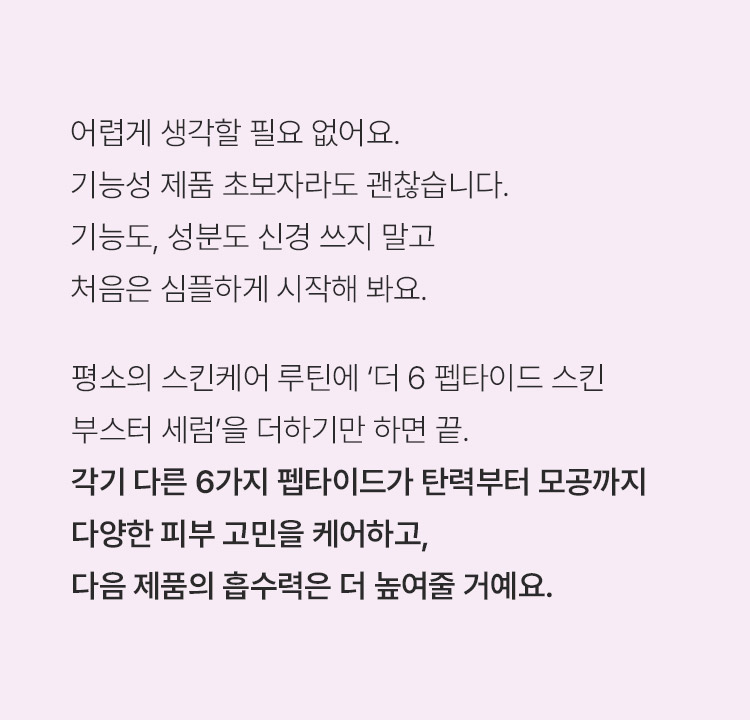 어렵게 생각할 필요 없어요.
기능성 제품 초보자라도 괜찮습니다.
기능도, 성분도 신경 쓰지 말고
처음은 심플하게 시작해 봐요.
평소의 스킨케어 루틴에 ‘더 6 펩타이드 스킨
부스터 세럼’을 더하기만 하면 끝.
각기 다른 6가지 펩타이드가 탄력부터 모공까지
다양한 피부 고민을 케어하고,
다음 제품의 흡수력은 더 높여줄 거예요.